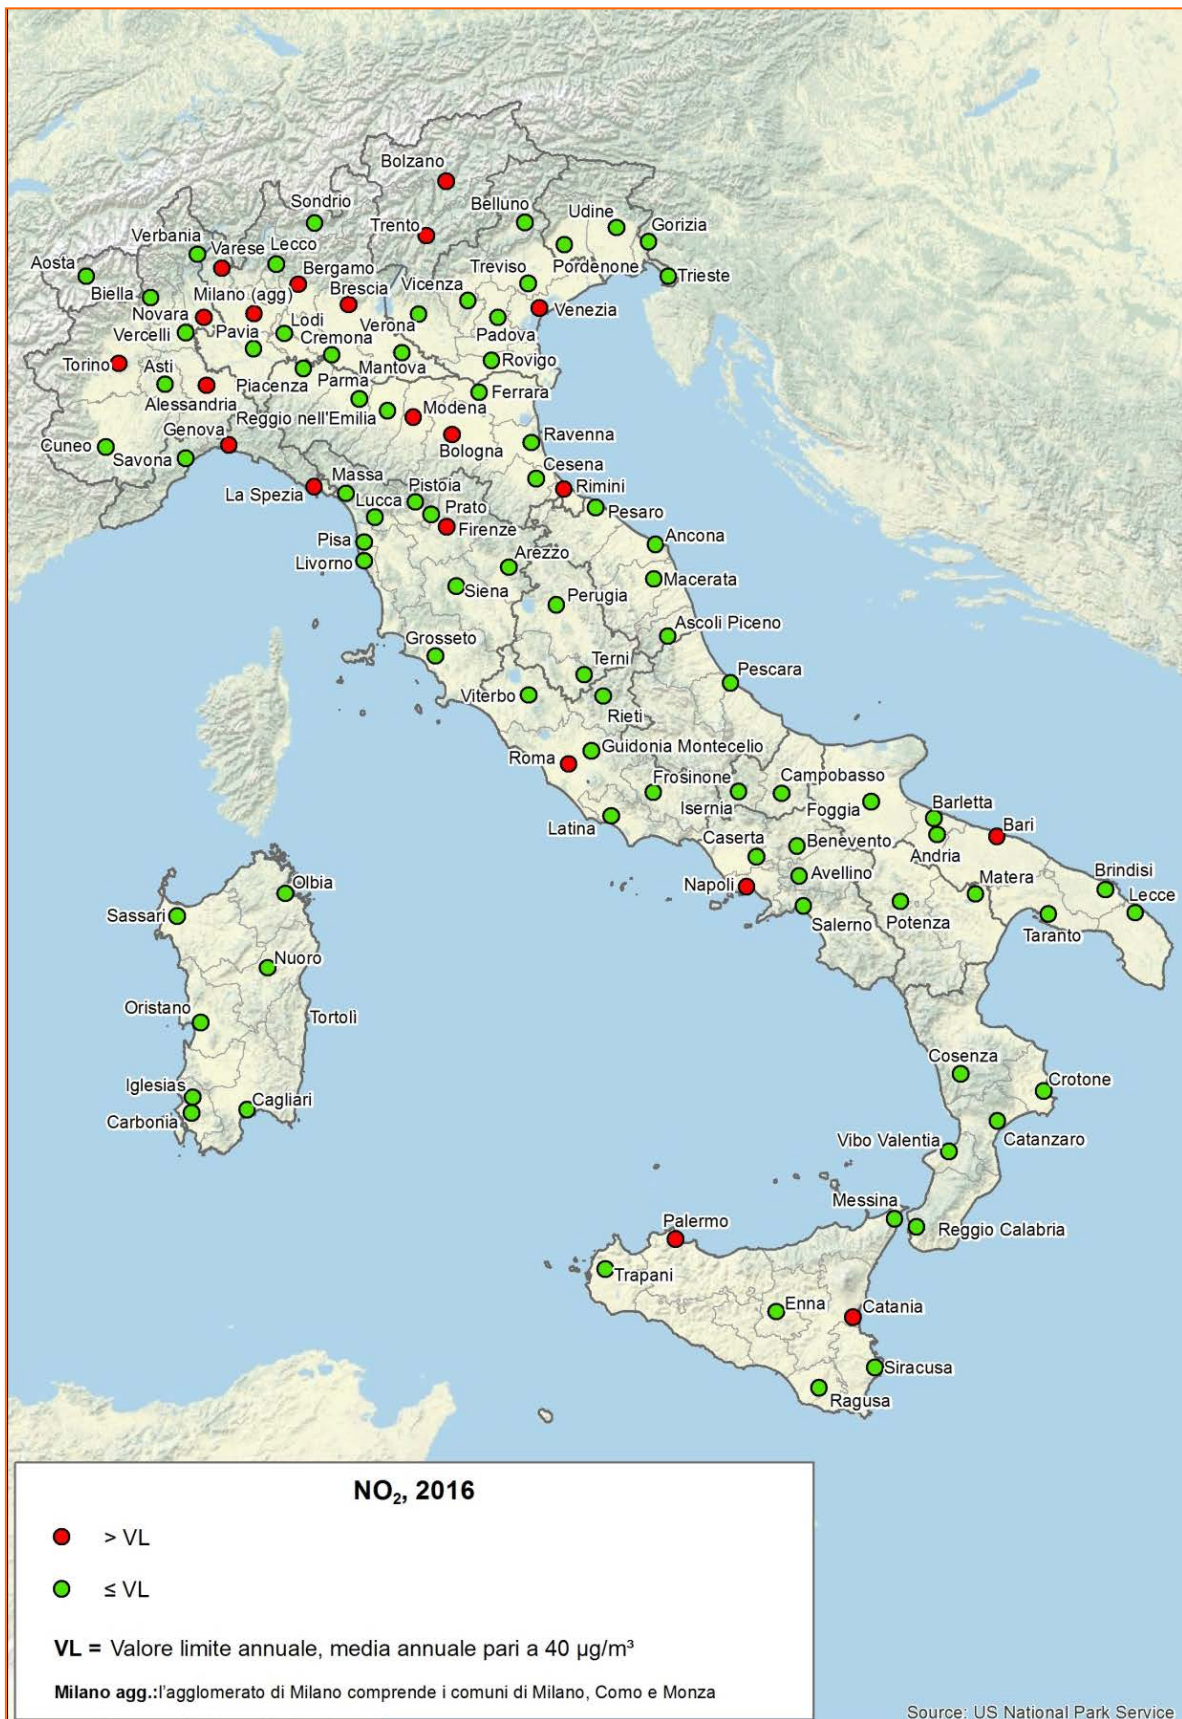 Bolzano
Sondrio
Belluno
Udine
Gorizia
Trento
Verbania
Varese
Lecco
Pordenone
Aosta
Bergamo
Treviso
Trieste
Biella
Milano (agg)
Brescia
Vicenza
Novara
Venezia
Vercelli
Pavia
Lodi
Verona
Padova
Cremona
Torino
Asti
Mantova
Rovigo
Piacenza
Parma
Ferrara
Alessandria
Reggio nell'Emilia
Modena
Genova
Cuneo
Savona
Bologna
Ravenna
Massa
Cesena
La Spezia
Lucca
Pistoia
Rimini
Prato
Pesaro
Firenze
Pisa
Ancona
Livorno
Arezzo
Macerata
Siena
Perugia
Ascoli Piceno
Grosseto
Terni
Pescara
Viterbo
Rieti
Roma
Guidonia Montecelio
Frosinone
Campobasso
Isernia
Foggia
Barletta
Latina
Bari
Caserta
Benevento
Andria
Napoli
Avellino
Matera
Brindisi
Olbia
Lecce
Sassari
Salerno
Potenza
Taranto
Nuoro
Oristano
Tortolì
Cosenza
Iglesias
Crotone
Carbonia
Cagliari
Vibo Valentia
Catanzaro
Messina
Palermo
Reggio Calabria
Trapani
Enna
Catania
Siracusa
Ragusa
NO₂, 2016
> VL
≤ VL
VL = Valore limite annuale, media annuale pari a 40 µg/m³
Milano agg.:l'agglomerato di Milano comprende i comuni di Milano, Como e Monza
Source: US National Park Service